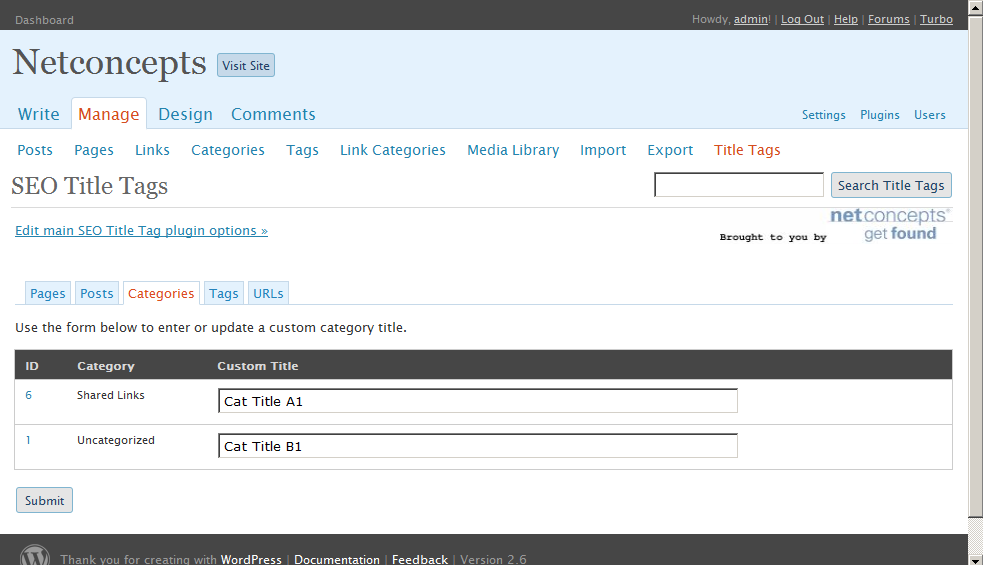 Dashboard Howdy, admin! | Log Out | Help | Forums | Turbo
Netconcepts Visit Site
Write Manage Design Comments Settings Plugins Users
Posts Pages Links Categories Tags Link Categories Media Library Import Export Title Tags
SEO Title Tags Search Title Tags
Edit main SEO Title Tag plugin options » Brought to you by netconcepts®
get found
Pages Posts Categories Tags URLs
Use the form below to enter or update a custom category title.
ID Category Custom Title
6 Shared Links Cat Title A1
1 Uncategorized Cat Title B1
Submit
Thank you for creating with WordPress | Documentation | Feedback | Version 2.6